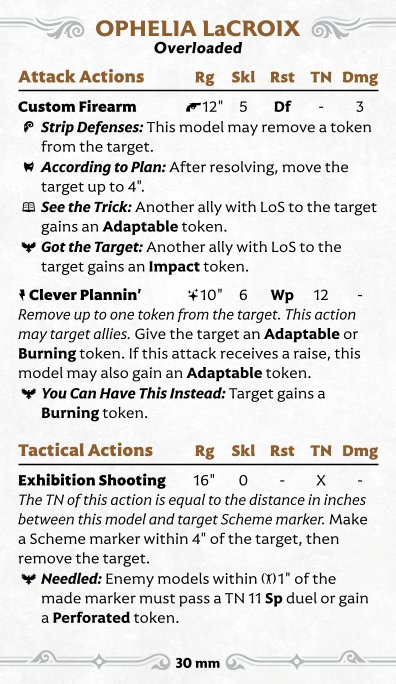 OPHELIA LaCROIX
Overloaded
Attack Actions Rg Skl Rst TN Dmg
Custom Firearm 12" 5 Df - 3
Strip Defenses: This model may remove a token
from the target.
According to Plan: After resolving, move the
target up to 4".
See the Trick: Another ally with LoS to the target
gains an Adaptable token.
Got the Target: Another ally with LoS to the
target gains an Impact token.
Clever Plannin’ 10" 6 Wp 12 -
Remove up to one token from the target. This action
may target allies. Give the target an Adaptable or
Burning token. If this attack receives a raise, this
model may also gain an Adaptable token.
You Can Have This Instead: Target gains a
Burning token.
Tactical Actions Rg Skl Rst TN Dmg
Exhibition Shooting 16" 0 - X -
The TN of this action is equal to the distance in inches
between this model and target Scheme marker. Make
a Scheme marker within 4" of the target, then
remove the target.
Needled: Enemy models within 1" of the
made marker must pass a TN 11 Sp duel or gain
a Perforated token.
30 mm